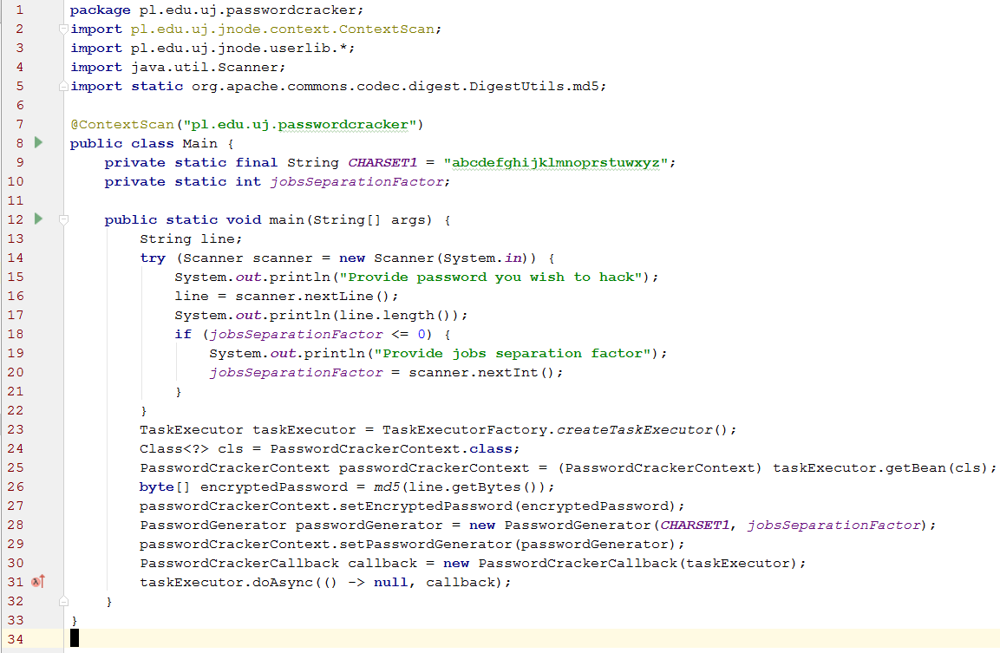 1 package pl.edu.uj.passwordcracker;
2 import pl.edu.uj.jnode.context.ContextScan;
3 import pl.edu.uj.jnode.userlib.*;
4 import java.util.Scanner;
5 import static org.apache.commons.codec.digest.DigestUtils.md5;
6
7 @ContextScan("pl.edu.uj.passwordcracker")
8 public class Main {
9     private static final String CHARSET1 = "abcdefghijklmnoprstuwxyz";
10     private static int jobsSeparationFactor;
11
12     public static void main(String[] args) {
13         String line;
14         try (Scanner scanner = new Scanner(System.in)) {
15             System.out.println("Provide password you wish to hack");
16             line = scanner.nextLine();
17             System.out.println(line.length());
18             if (jobsSeparationFactor <= 0) {
19                 System.out.println("Provide jobs separation factor");
20                 jobsSeparationFactor = scanner.nextInt();
21             }
22         }
23         TaskExecutor taskExecutor = TaskExecutorFactory.createTaskExecutor();
24         Class<?> cls = PasswordCrackerContext.class;
25         PasswordCrackerContext passwordCrackerContext = (PasswordCrackerContext) taskExecutor.getBean(cls);
26         byte[] encryptedPassword = md5(line.getBytes());
27         passwordCrackerContext.setEncryptedPassword(encryptedPassword);
28         PasswordGenerator passwordGenerator = new PasswordGenerator(CHARSET1, jobsSeparationFactor);
29         passwordCrackerContext.setPasswordGenerator(passwordGenerator);
30         PasswordCrackerCallback callback = new PasswordCrackerCallback(taskExecutor);
31         taskExecutor.doAsync(() -> null, callback);
32     }
33 }
34